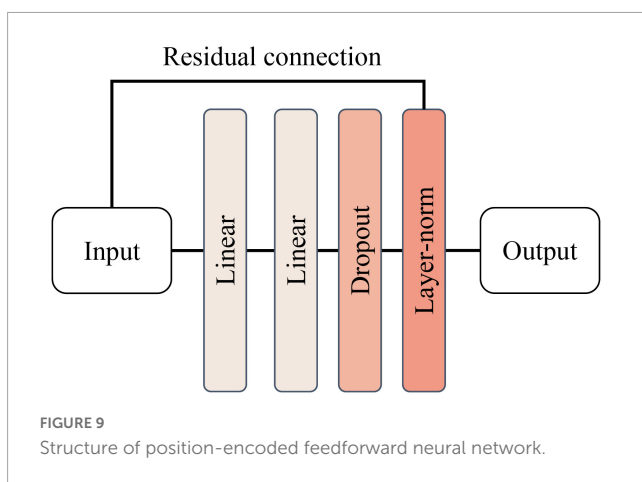 Residual connection
Input
Linear
Linear
Dropout
Layer-norm
Output
FIGURE 9
Structure of position-encoded feedforward neural network.